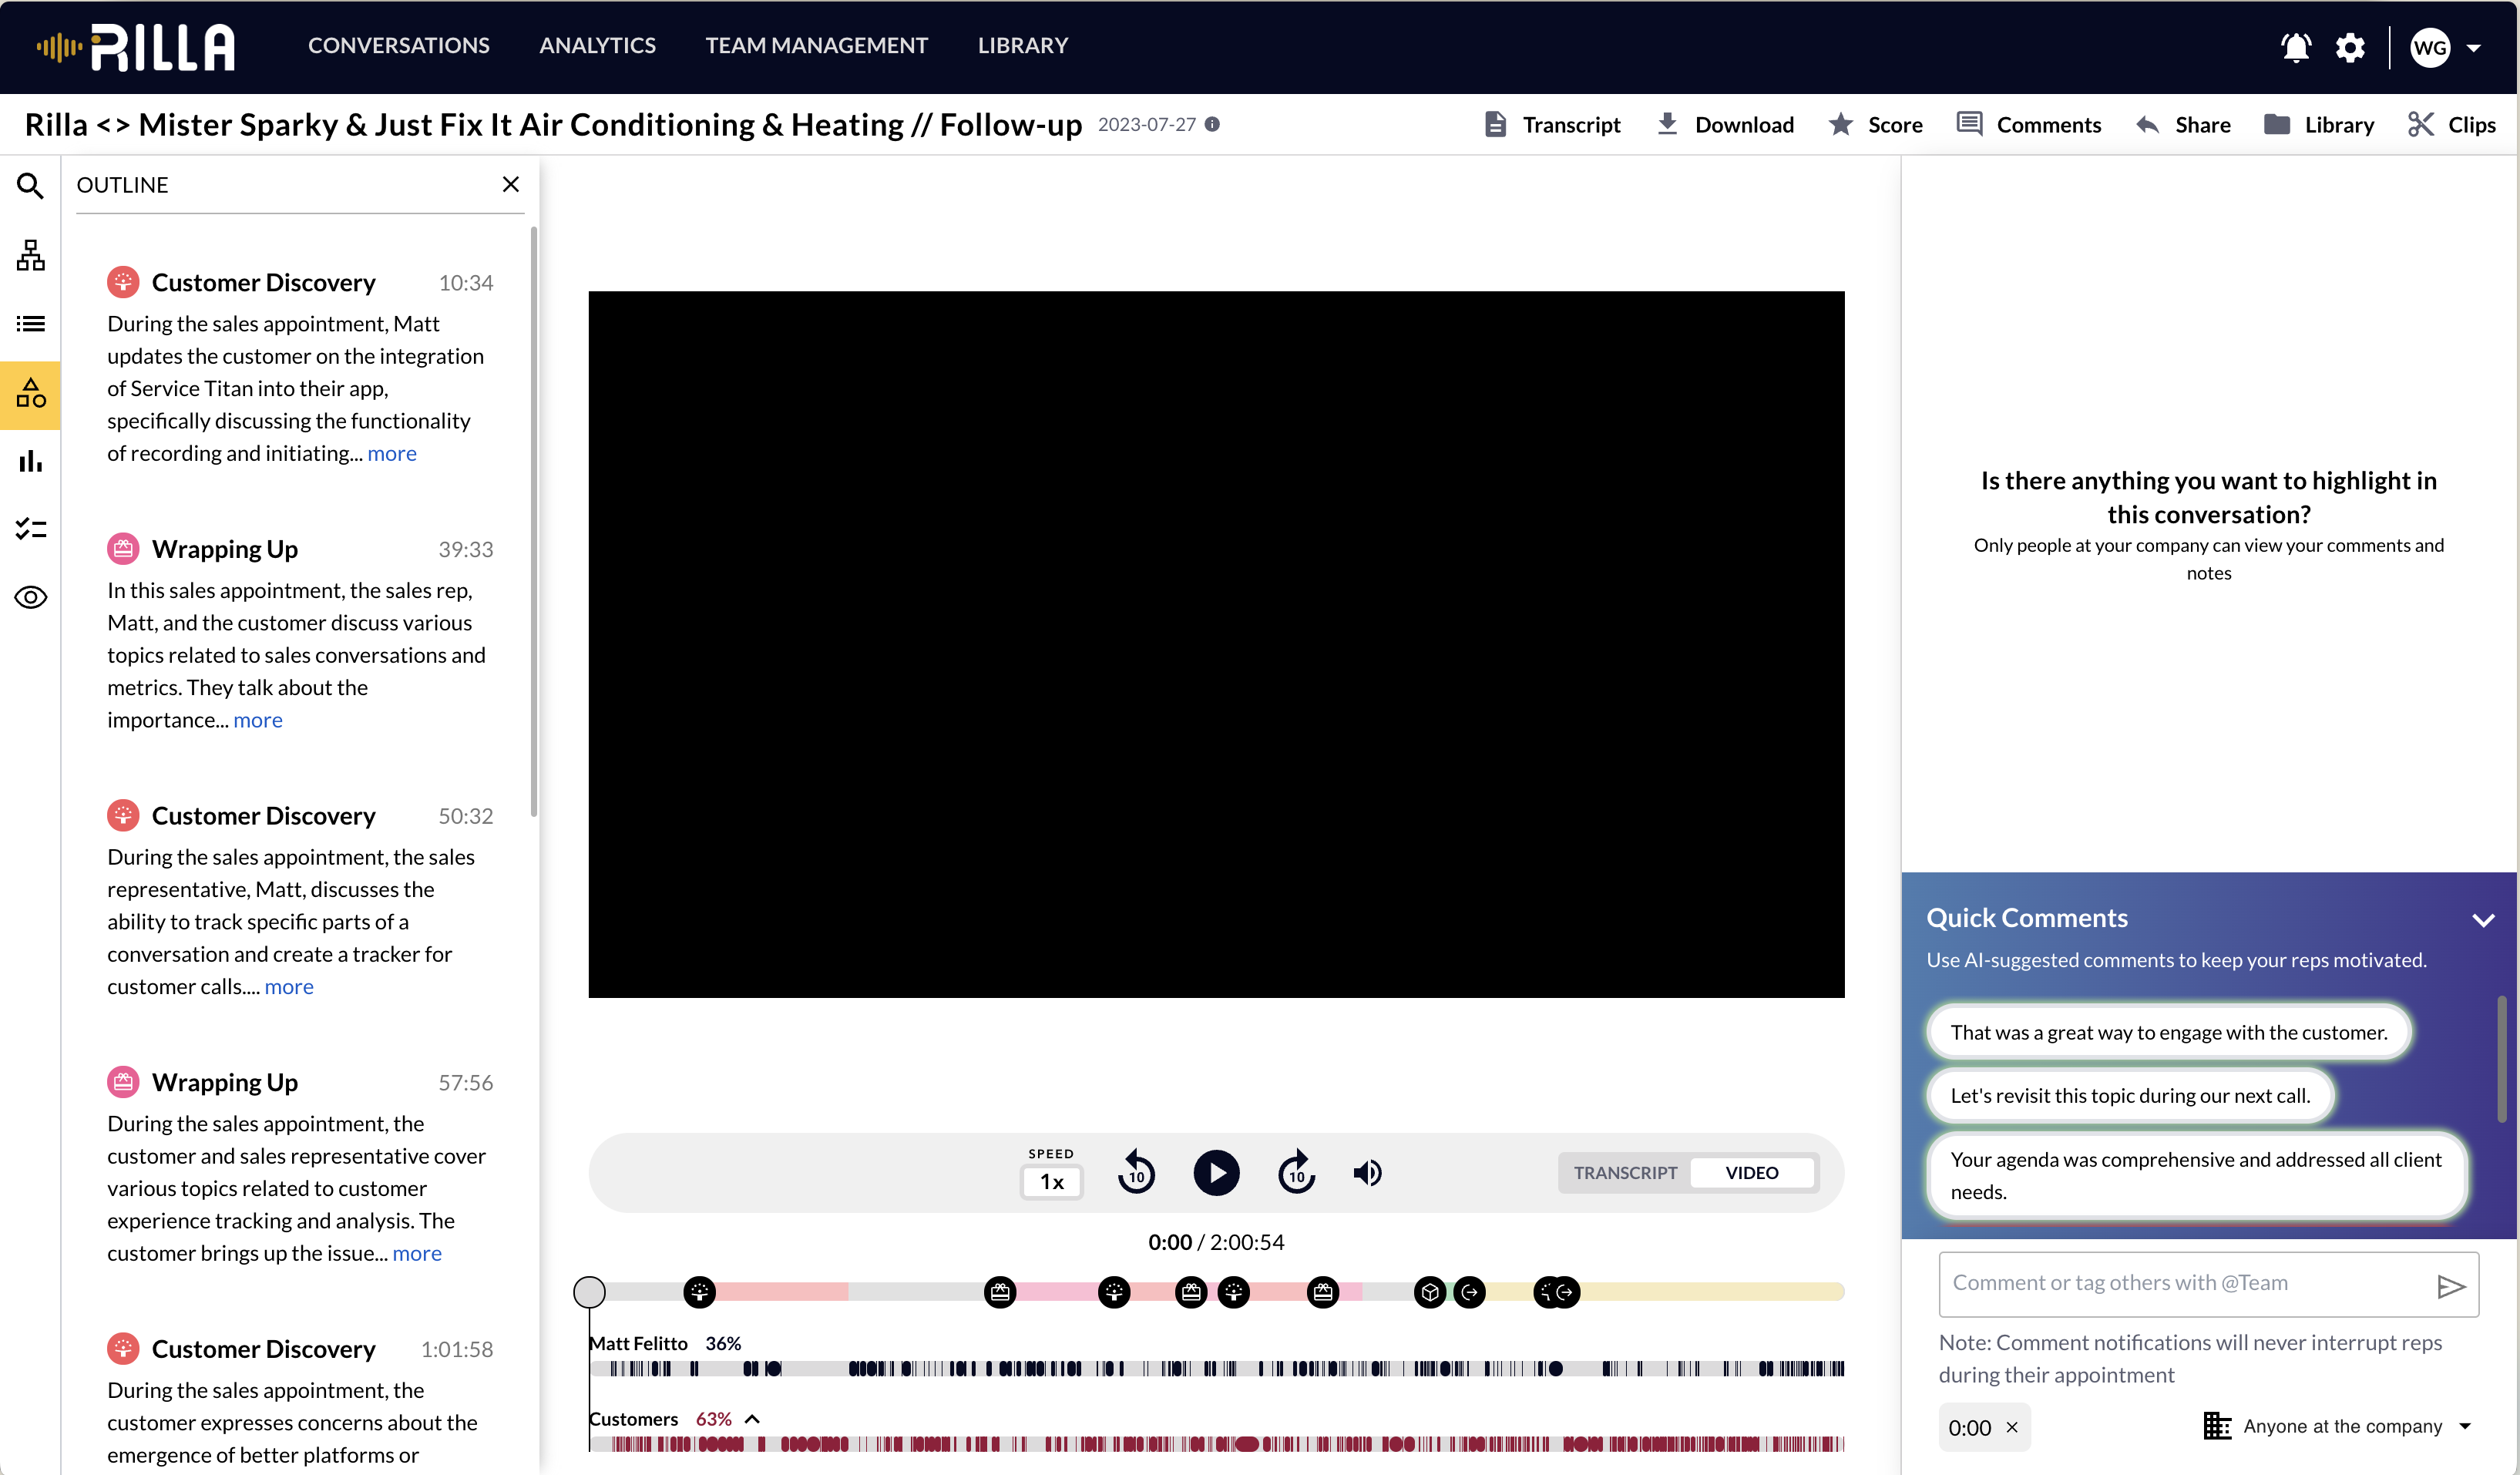 RILLA
CONVERSATIONS
ANALYTICS
TEAM MANAGEMENT
LIBRARY
WG
Rilla <> Mister Sparky & Just Fix It Air Conditioning & Heating // Follow-up
2023-07-27
Transcript
Download
Score
Comments
Share
Library
Clips
OUTLINE
Customer Discovery
10:34
During the sales appointment, Matt
updates the customer on the integration
of Service Titan into their app,
specifically discussing the functionality
of recording and initiating... more
Wrapping Up
39:33
In this sales appointment, the sales rep,
Matt, and the customer discuss various
topics related to sales conversations and
metrics. They talk about the
importance... more
Customer Discovery
50:32
During the sales appointment, the sales
representative, Matt, discusses the
ability to track specific parts of a
conversation and create a tracker for
customer calls.... more
Wrapping Up
57:56
During the sales appointment, the
customer and sales representative cover
various topics related to customer
experience tracking and analysis. The
customer brings up the issue... more
Customer Discovery
1:01:58
During the sales appointment, the
customer expresses concerns about the
emergence of better platforms or
SPEED
1x
10
10
TRANSCRIPT
VIDEO
0:00 / 2:00:54
Matt Felitto 36%
Customers 63%
Is there anything you want to highlight in
this conversation?
Only people at your company can view your comments and
notes
Quick Comments
Use AI-suggested comments to keep your reps motivated.
That was a great way to engage with the customer.
Let's revisit this topic during our next call.
Your agenda was comprehensive and addressed all client
needs.
Comment or tag others with @Team
Note: Comment notifications will never interrupt reps
during their appointment
0:00 ×
Anyone at the company